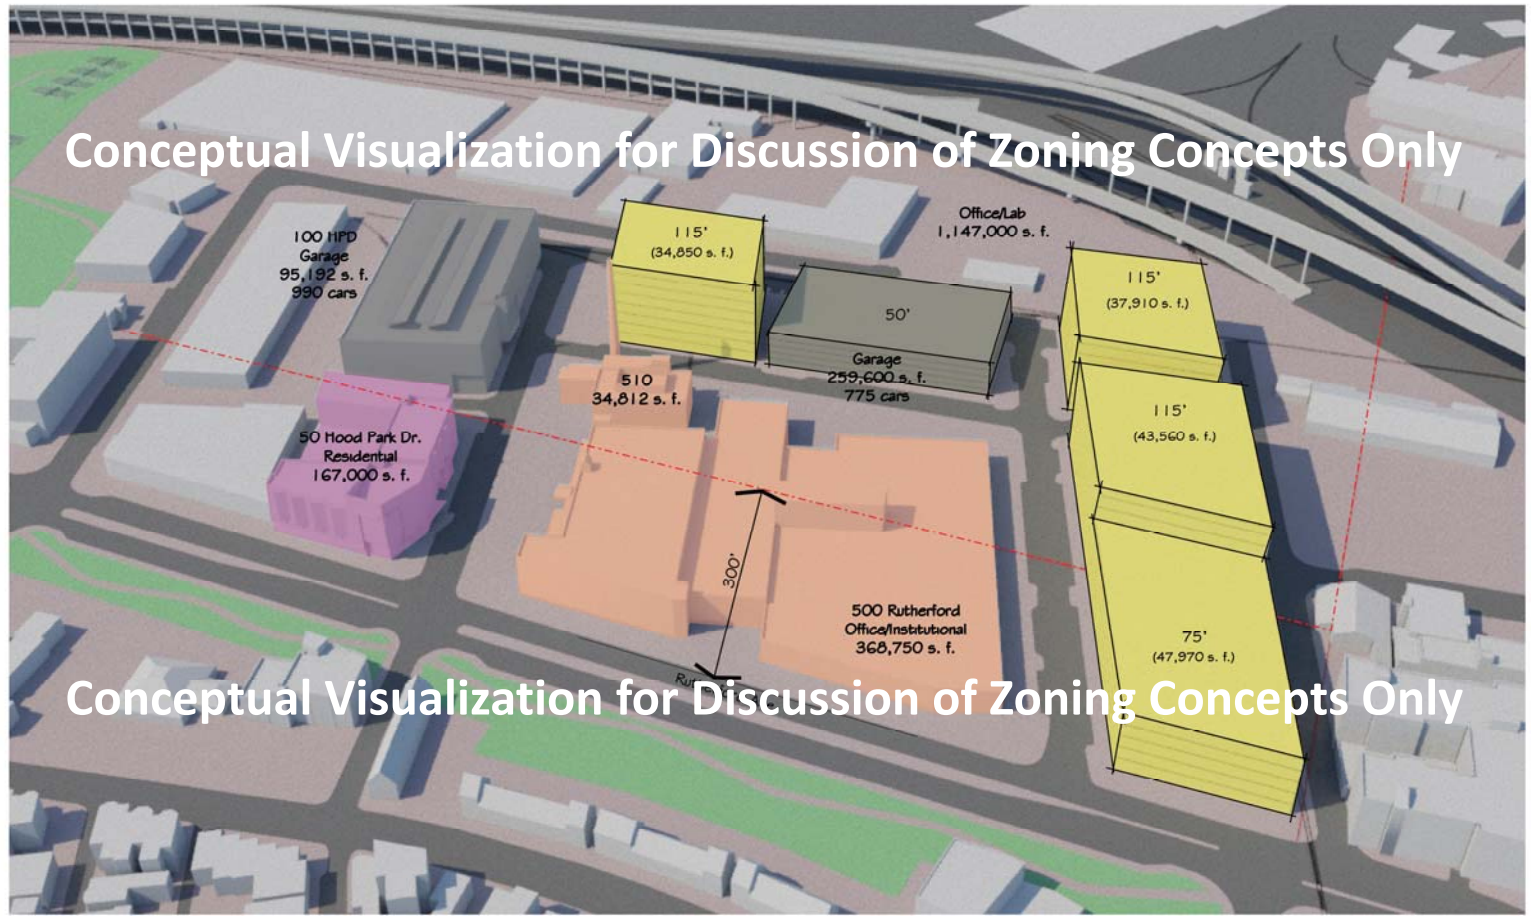 Conceptual Visualization for Discussion of Zoning Concepts Only
Office/Lab
1,147,000 s. f.
100 HPD
Garage
95,192 s. f.
990 cars
115'
(34,850 s. f.)
115'
(37,910 s. f.)
50'
Garage
259,600 s. f.
775 cars
510
34,812 s. f.
115'
(43,560 s. f.)
50 Hood Park Dr.
Residential
167,000 s. f.
300'
500 Rutherford
Office/Institutional
368,750 s. f.
75'
(47,970 s. f.)
Conceptual Visualization for Discussion of Zoning Concepts Only